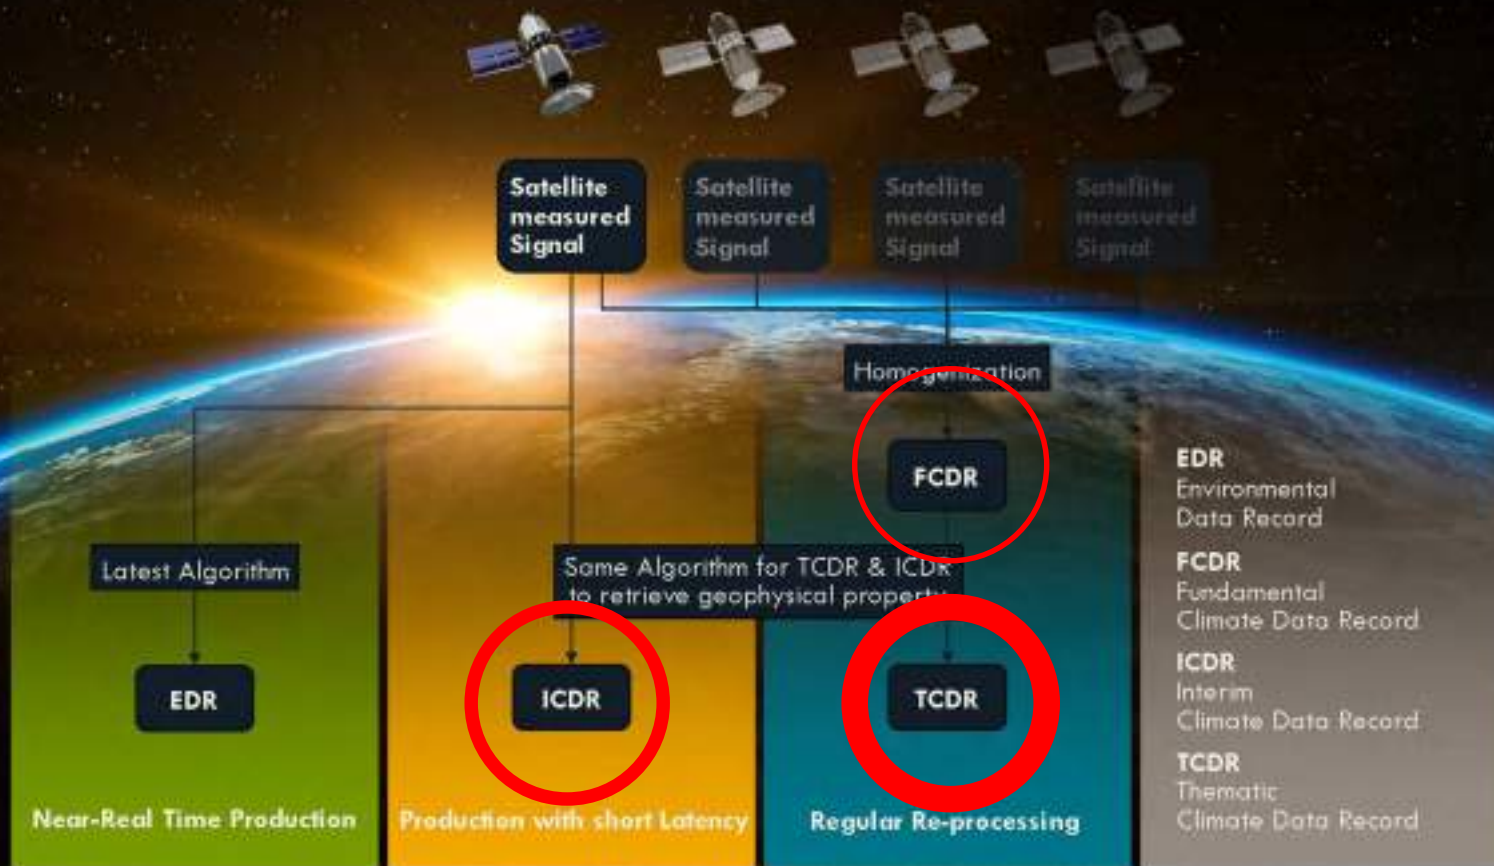 Satellite
measured
Signal
Satellite
measured
Signal
Satellite
measured
Signal
Satellite
measured
Signal
Homogenization
FCDR
Latest Algorithm
Same Algorithm for TCDR & ICDR
to retrieve geophysical property
EDR
ICDR
TCDR
Near-Real Time Production
Production with short Latency
Regular Re-processing
EDR
Environmental
Data Record
FCDR
Fundamental
Climate Data Record
ICDR
Interim
Climate Data Record
TCDR
Thematic
Climate Data Record